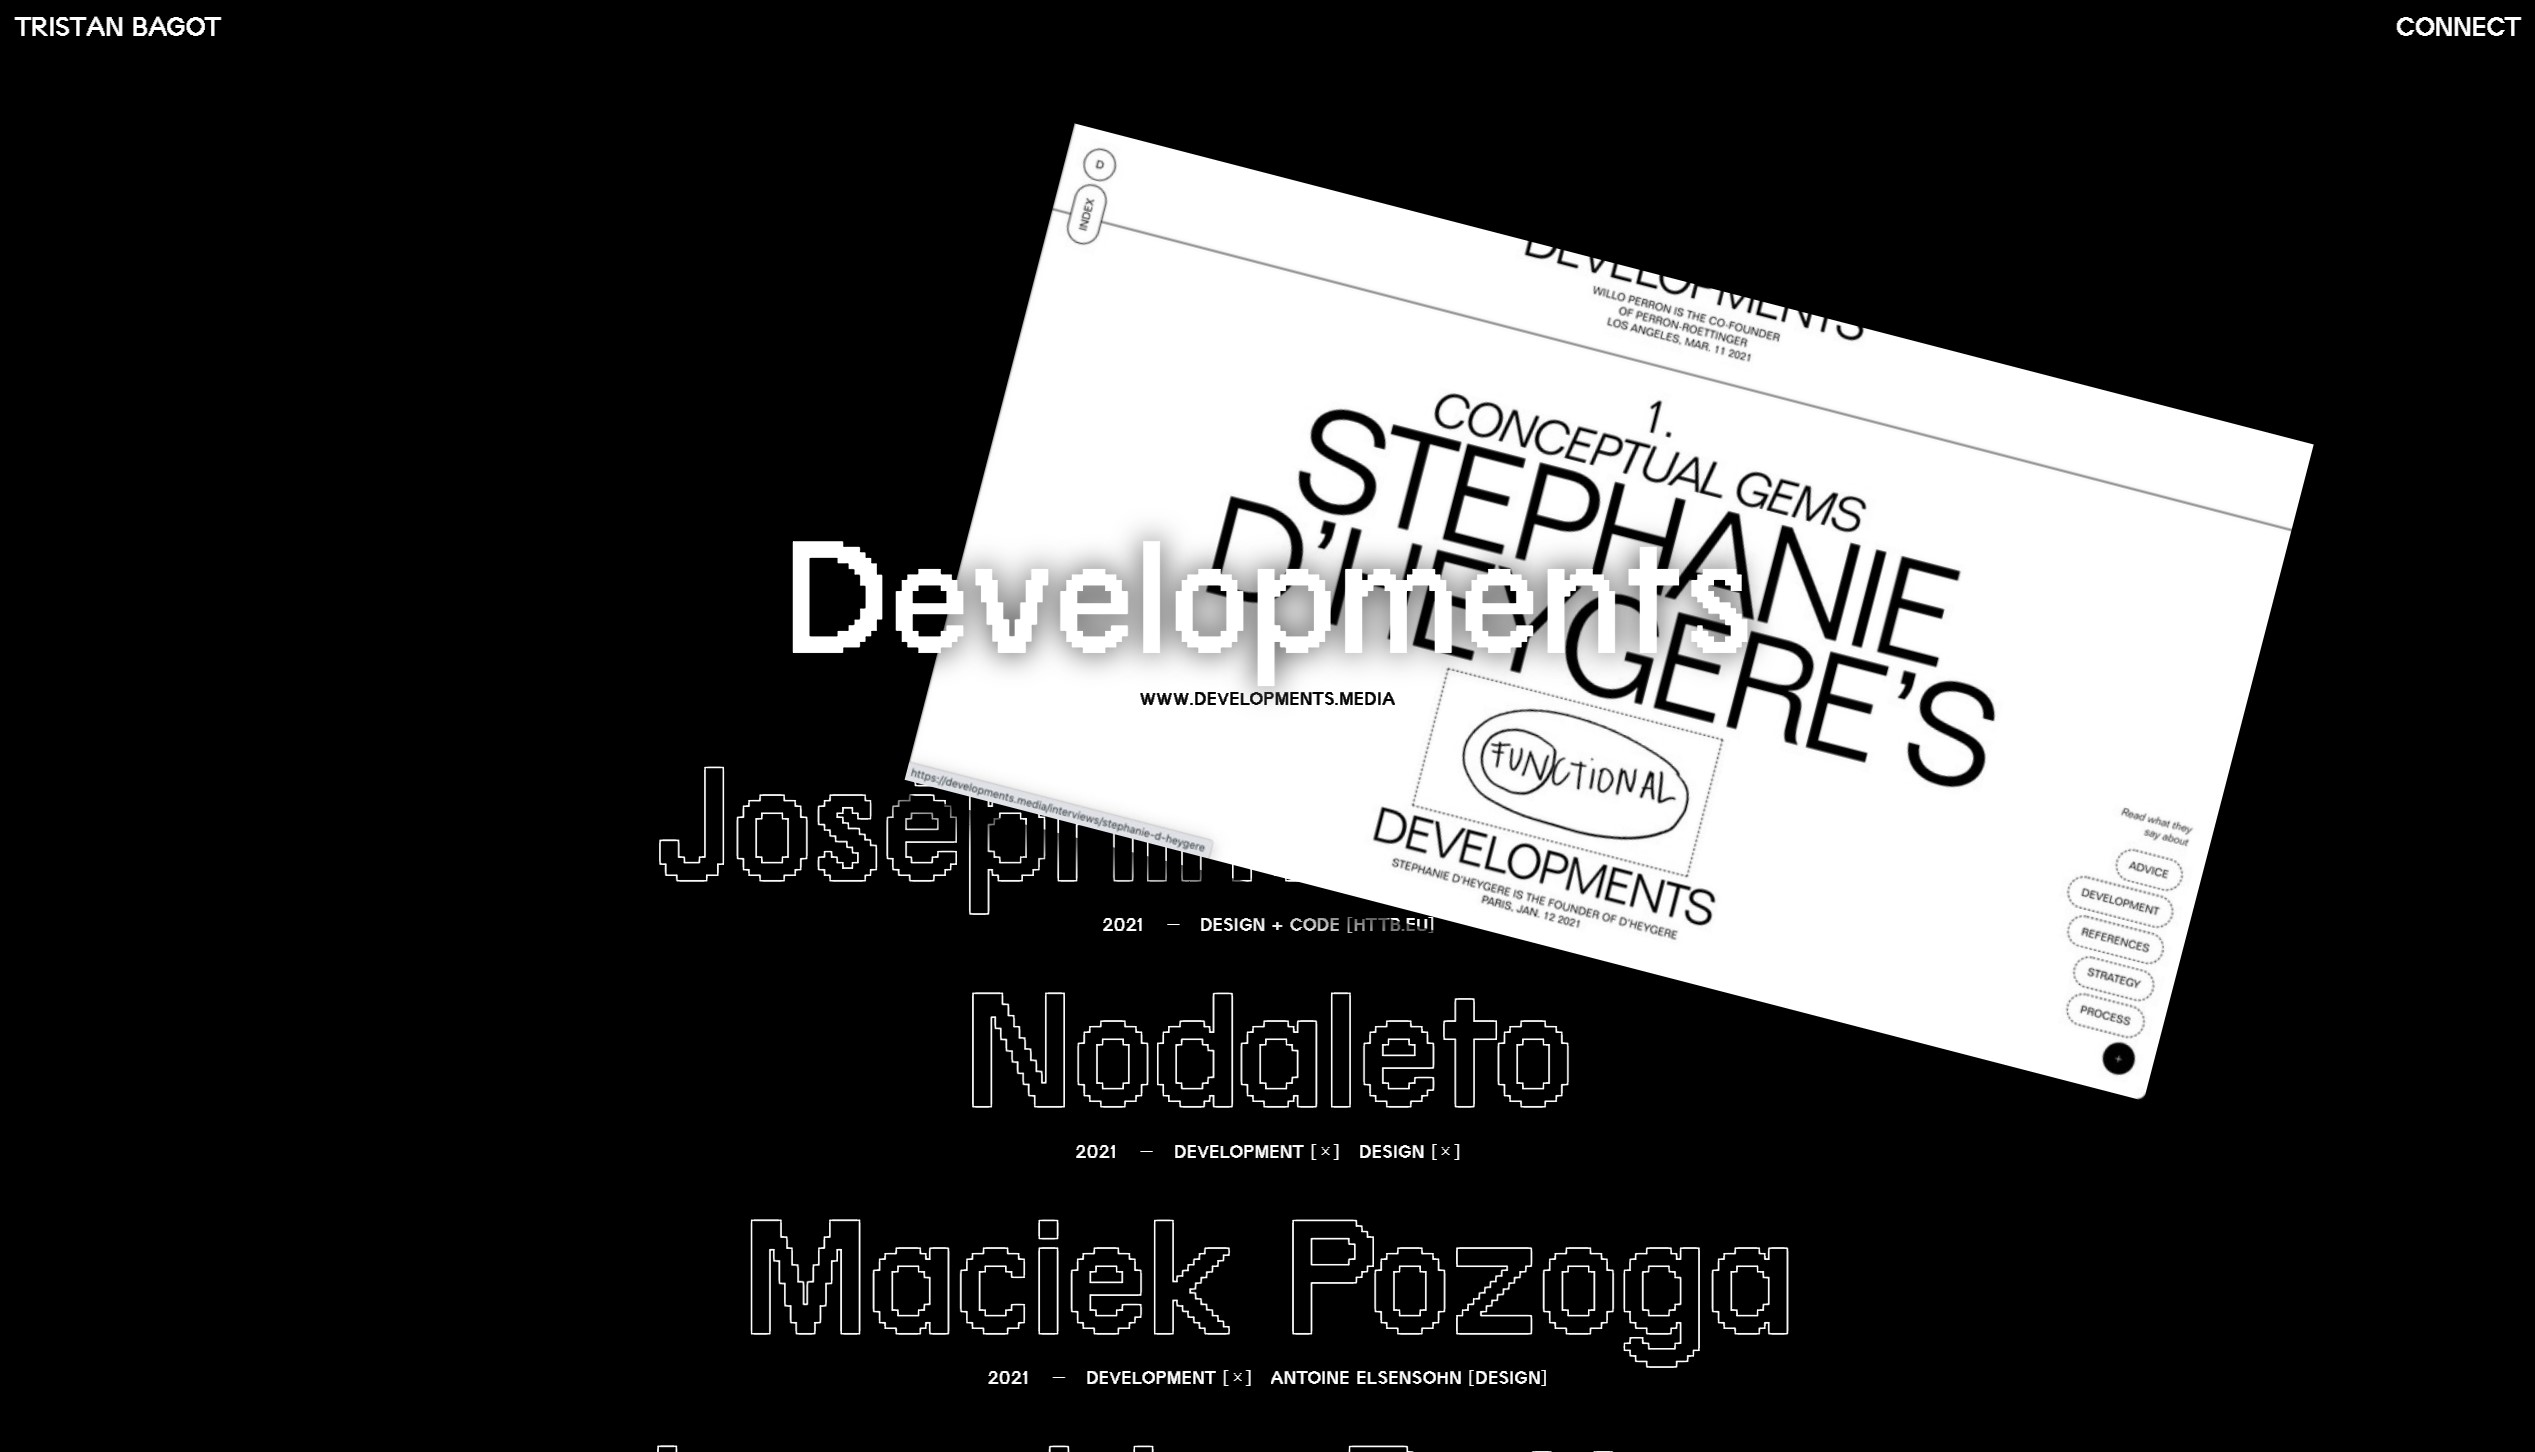 TRISTAN BAGOT
CONNECT
D
INDEX
DEVELOPMENTS
WILLO PERRON IS THE CO-FOUNDER
OF PERRON-ROETTINGER
LOS ANGELES, MAR. 11 2021
1.
CONCEPTUAL GEMS
STEPHANIE
D'HEYGERE'S
Developments
WWW.DEVELOPMENTS.MEDIA
FUNCTIONAL
DEVELOPMENTS
STEPHANIE D'HEYGERE IS THE FOUNDER OF D'HEYGERE
PARIS, JAN. 12 2021
Read what they
say about
ADVICE
DEVELOPMENT
REFERENCES
STRATEGY
PROCESS
+
https://developments.media/interviews/stephanie-d-heygere
2021 — DESIGN + CODE [HTTB.EU]
Nodaleto
2021 — DEVELOPMENT [×] DESIGN [×]
Maciek Pozoga
2021 — DEVELOPMENT [×] ANTOINE ELSENSOHN [DESIGN]